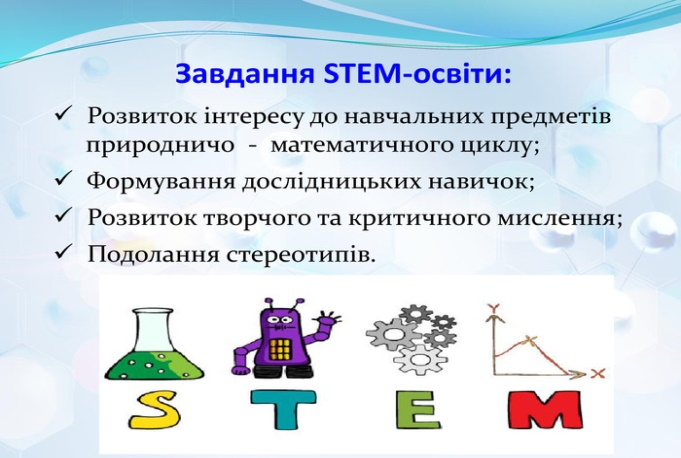 Завдання STEM-освіти:
✓ Розвиток інтересу до навчальних предметів
природничо - математичного циклу;
✓ Формування дослідницьких навичок;
✓ Розвиток творчого та критичного мислення;
✓ Подолання стереотипів.
Y
X
S T E M